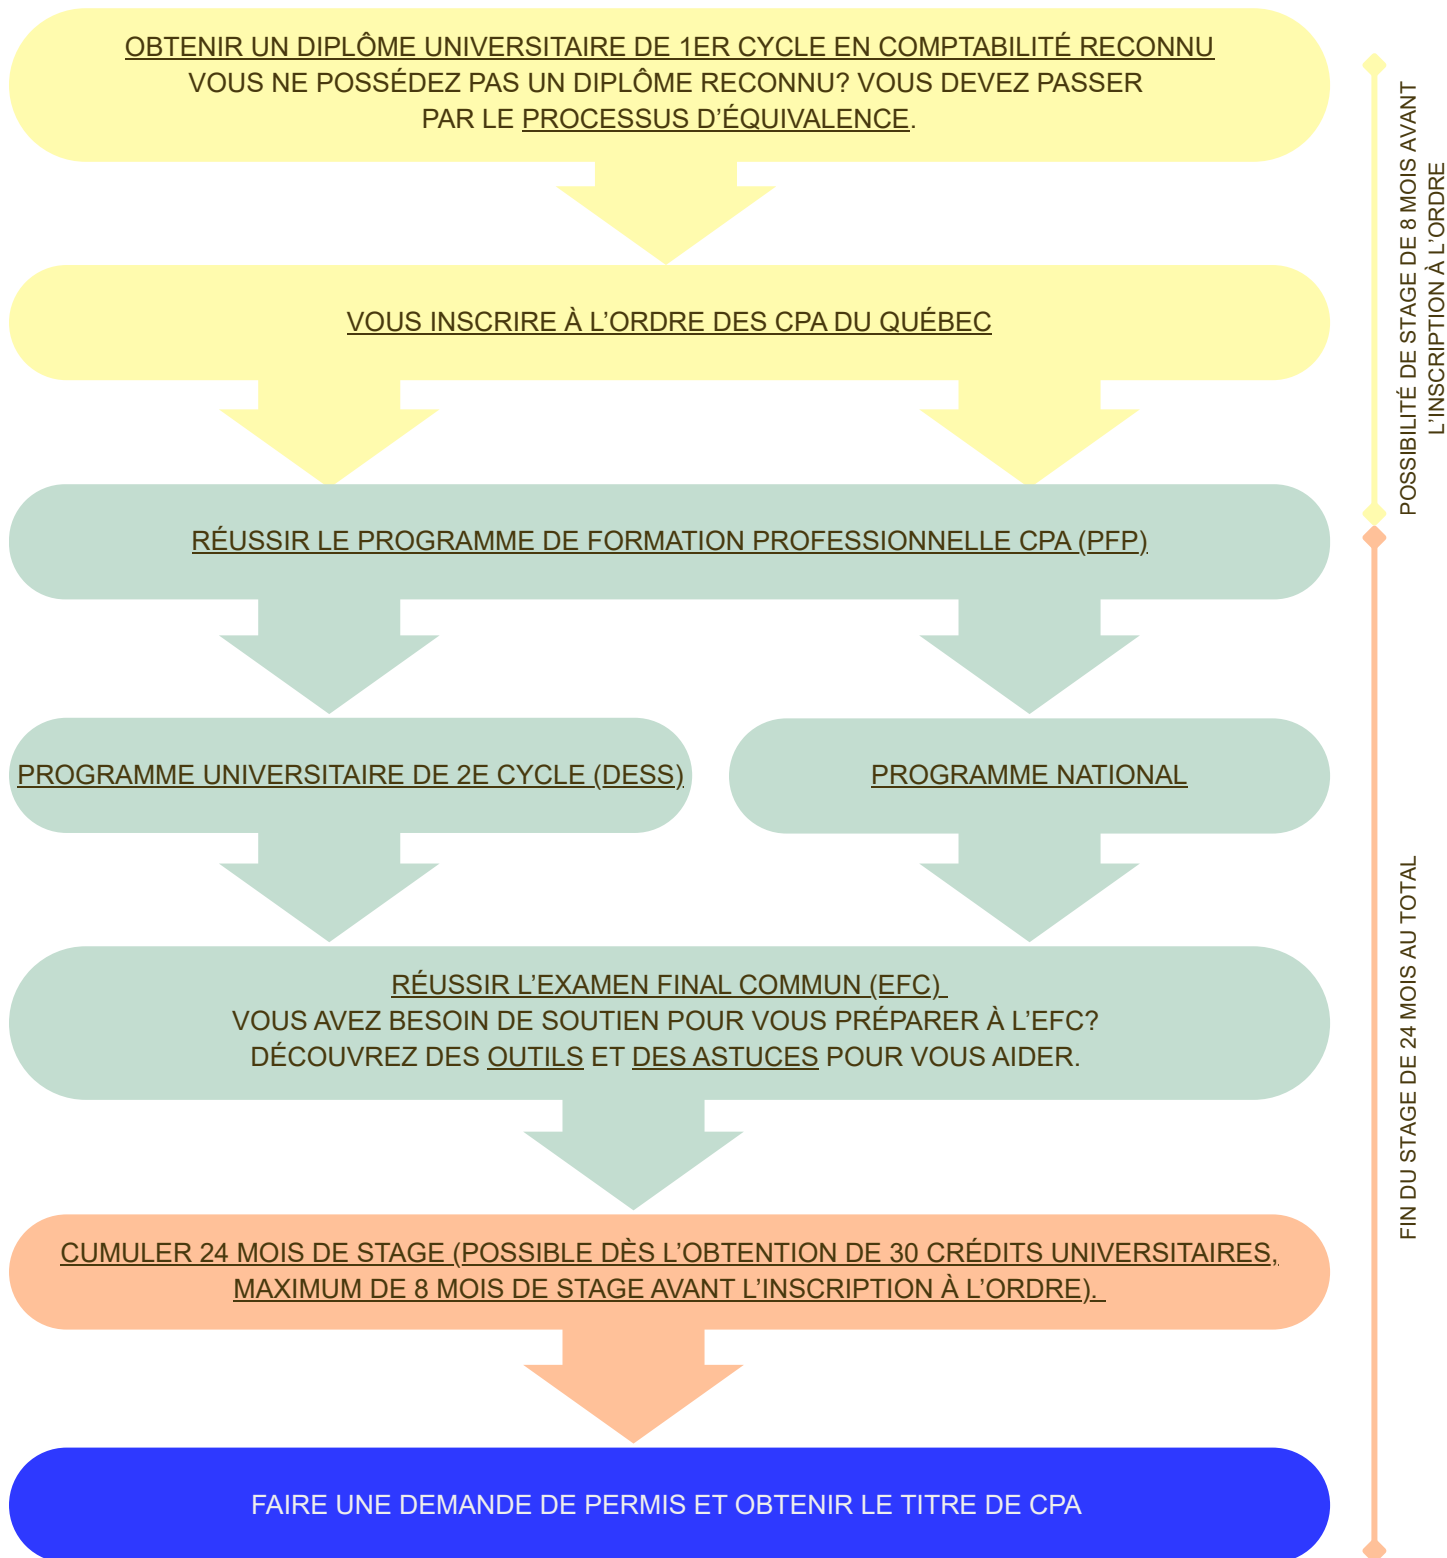 OBTENIR UN DIPLÔME UNIVERSITAIRE DE 1ER CYCLE EN COMPTABILITÉ RECONNU
VOUS NE POSSÉDEZ PAS UN DIPLÔME RECONNU? VOUS DEVEZ PASSER
PAR LE PROCESSUS D’ÉQUIVALENCE.
VOUS INSCRIRE À L’ORDRE DES CPA DU QUÉBEC
POSSIBILITÉ DE STAGE DE 8 MOIS AVANT
L’INSCRIPTION À L’ORDRE
RÉUSSIR LE PROGRAMME DE FORMATION PROFESSIONNELLE CPA (PFP)
PROGRAMME UNIVERSITAIRE DE 2E CYCLE (DESS)
PROGRAMME NATIONAL
RÉUSSIR L’EXAMEN FINAL COMMUN (EFC)
VOUS AVEZ BESOIN DE SOUTIEN POUR VOUS PRÉPARER À L’EFC?
DÉCOUVREZ DES OUTILS ET DES ASTUCES POUR VOUS AIDER.
CUMULER 24 MOIS DE STAGE (POSSIBLE DÈS L’OBTENTION DE 30 CRÉDITS UNIVERSITAIRES,
MAXIMUM DE 8 MOIS DE STAGE AVANT L’INSCRIPTION À L’ORDRE).
FAIRE UNE DEMANDE DE PERMIS ET OBTENIR LE TITRE DE CPA
FIN DU STAGE DE 24 MOIS AU TOTAL